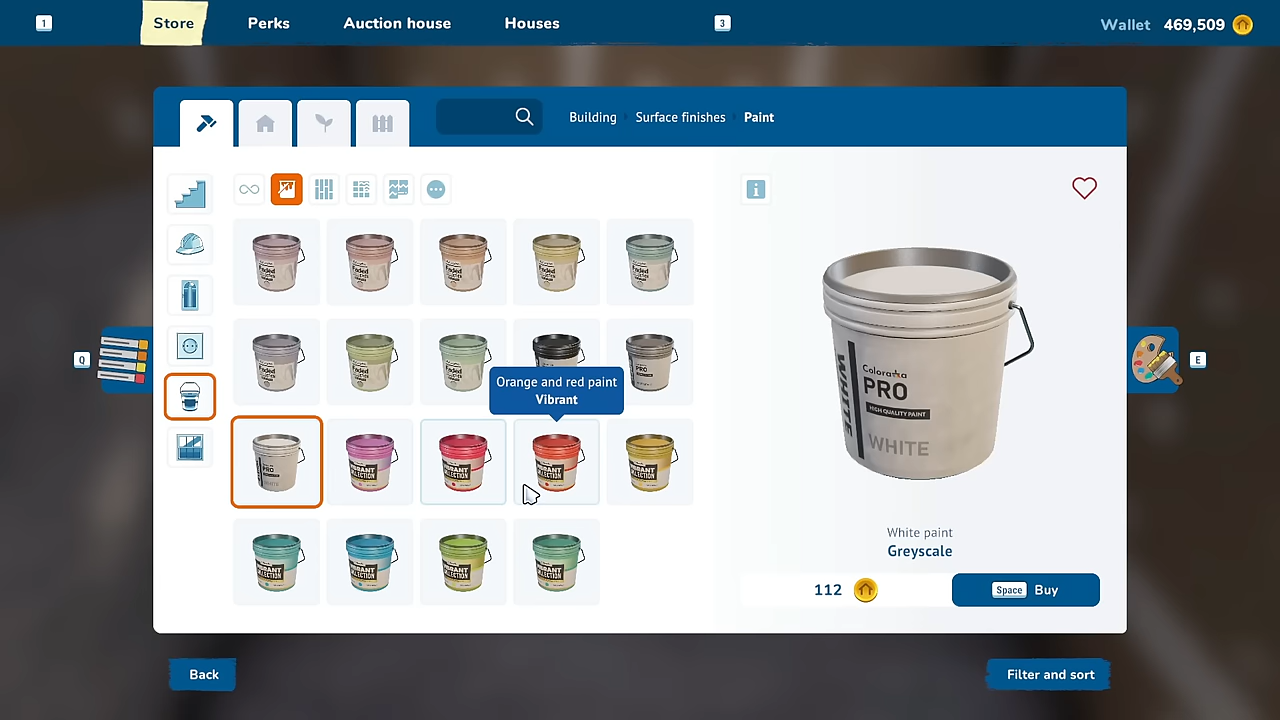 1
Store
Perks
Auction house
Houses
3
Wallet 469,509
Building
Surface finishes
Paint
Q
E
Orange and red paint
Vibrant
WHITE
Colorama
PRO
HIGH QUALITY PAINT
WHITE
White paint
Greyscale
112
Space
Buy
Back
Filter and sort